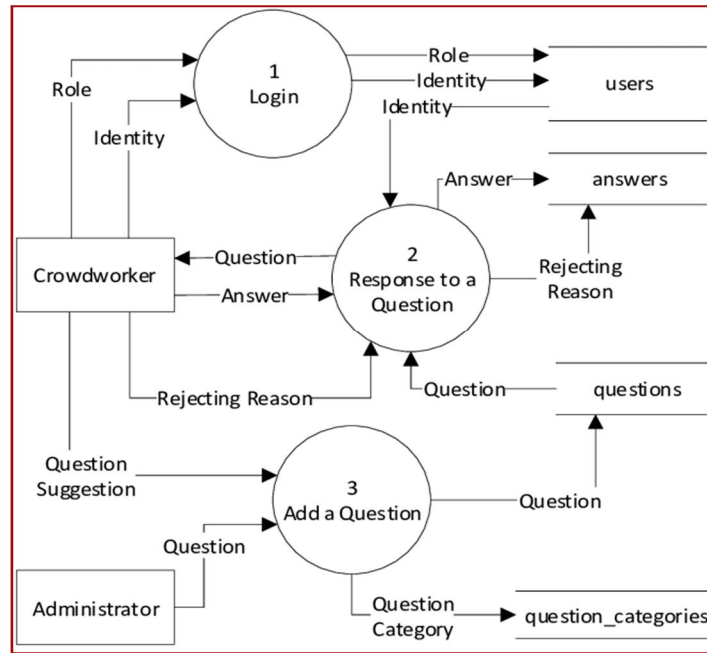 1
Login
Role
Identity
Role
Identity
Identity
users
Answer
answers
Crowdworker
Question
Answer
2
Response to a
Question
Rejecting
Reason
Rejecting Reason
Question
questions
Question
Suggestion
3
Add a Question
Question
Question
Administrator
Question
Category
question_categories